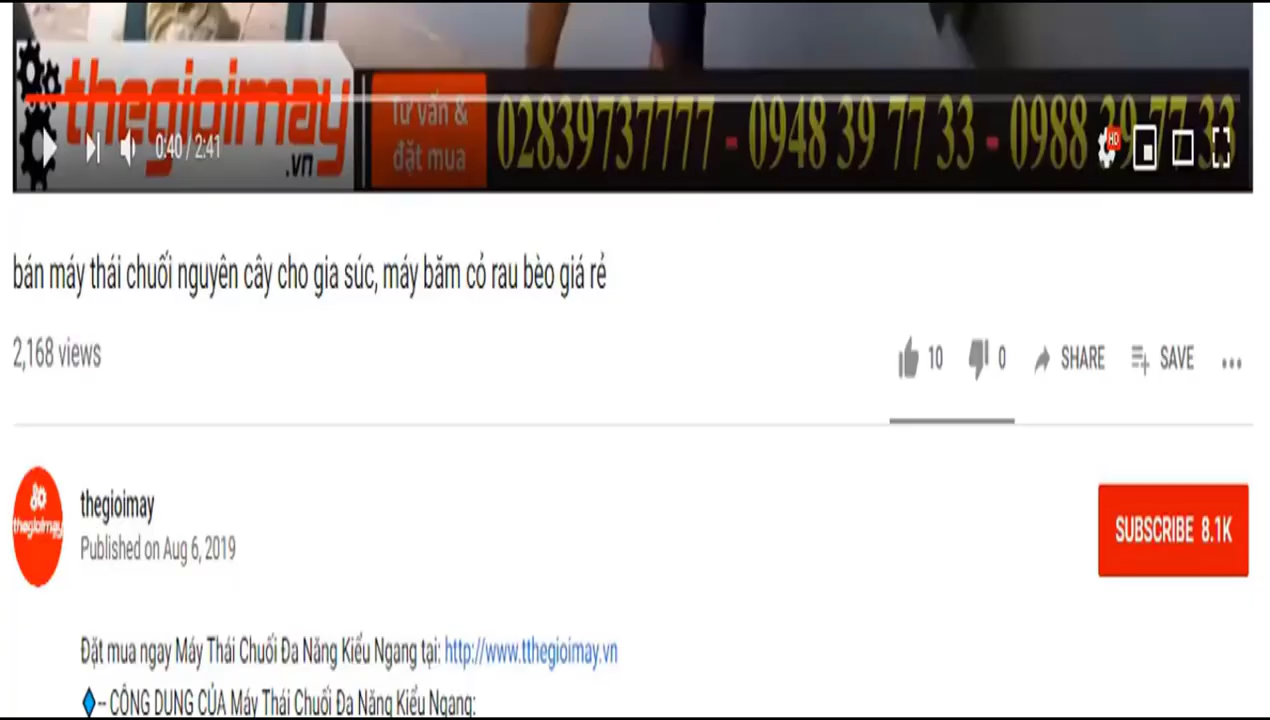 thegioimay
.vn
Tư vấn &
đặt mua
02839737777 - 0948 39 77 33 - 0988 39 77 33
0:40 / 2:41
HD
bán máy thái chuối nguyên cây cho gia súc, máy băm cỏ rau bèo giá rẻ
2,168 views
10 0 SHARE SAVE
thegioimay
thegioimay
Published on Aug 6, 2019
SUBSCRIBE 8.1K
Đặt mua ngay Máy Thái Chuối Đa Năng Kiểu Ngang tại: http://www.tthegioimay.vn
-- CÔNG DỤNG CỦA Máy Thái Chuối Đa Năng Kiểu Ngang: